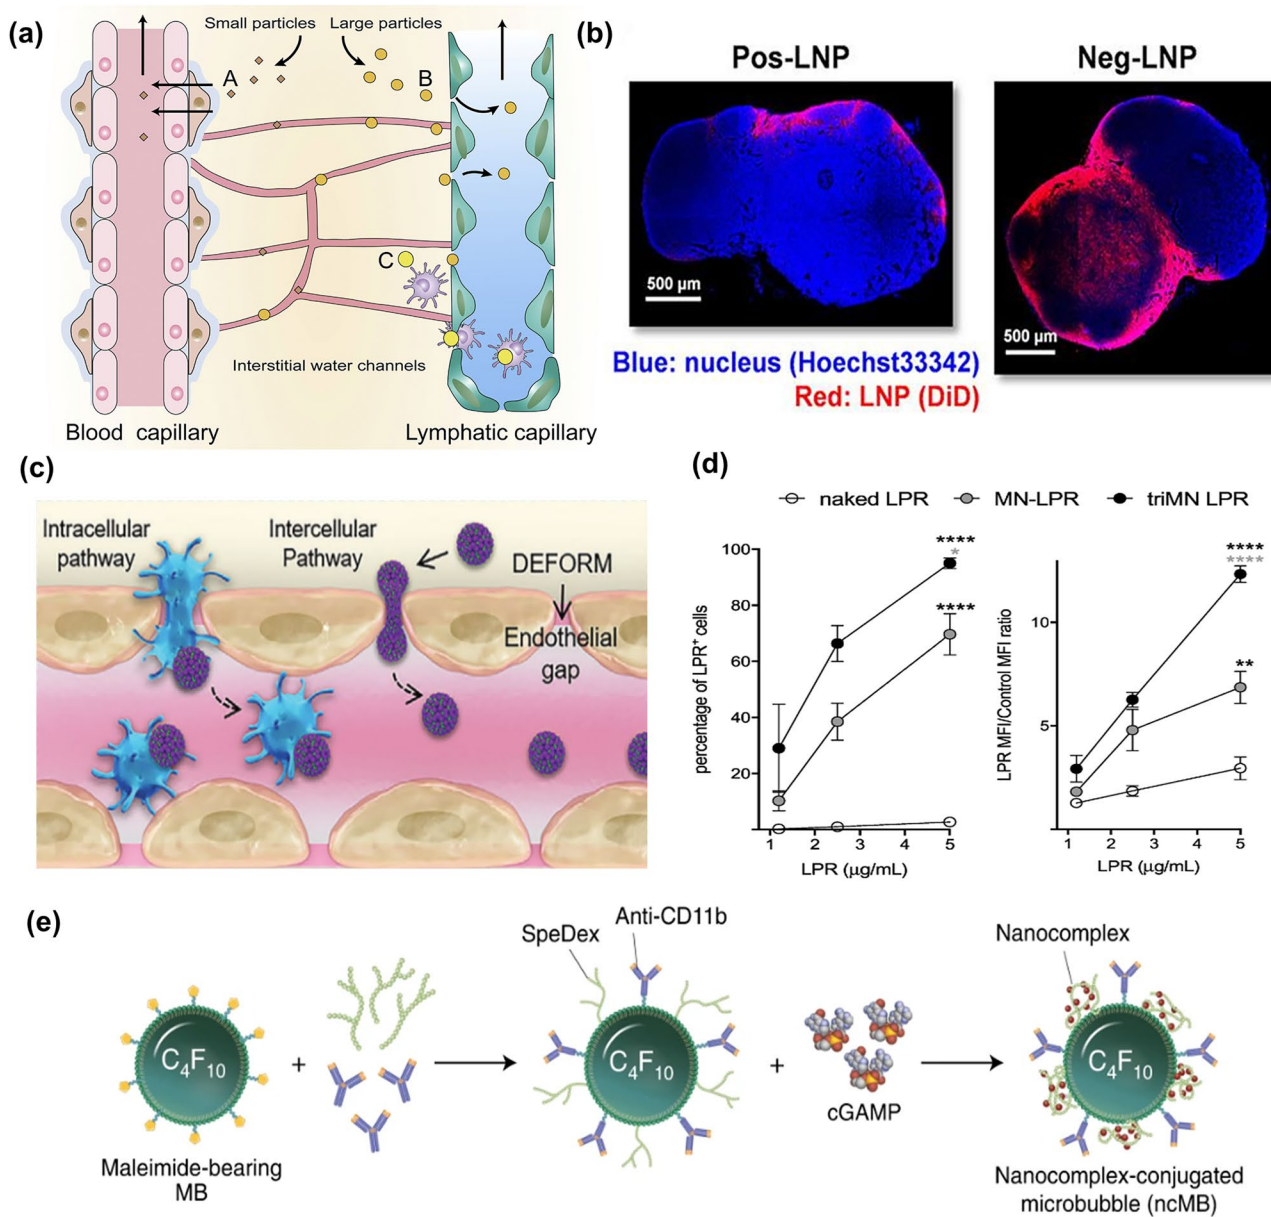 (a)
Small particles
Large particles
A
B
C
Interstitial water channels
Blood capillary
Lymphatic capillary
(b)
Pos-LNP
Neg-LNP
500 µm
500 µm
Blue: nucleus (Hoechst33342)
Red: LNP (DiD)
(c)
Intracellular
pathway
Intercellular
Pathway
DEFORM
Endothelial
gap
(d)
naked LPR
MN-LPR
triMN LPR
percentage of LPR⁺ cells
100
80
60
40
20
****
*
****
1 2 3 4 5
LPR (µg/mL)
LPR MFI/Control MFI ratio
10
5
****
****
**
1 2 3 4 5
LPR (µg/mL)
(e)
C₄F₁₀
Maleimide-bearing
MB
+
SpeDex
Anti-CD11b
C₄F₁₀
+
cGAMP
Nanocomplex
C₄F₁₀
Nanocomplex-conjugated
microbubble (ncMB)